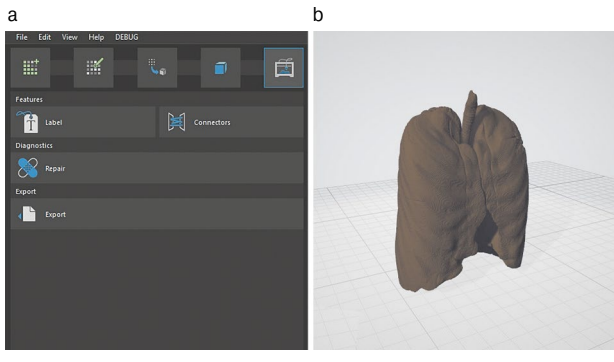 a
b
File Edit View Help DEBUG
Features
Label Connectors
Diagnostics
Repair
Export
Export